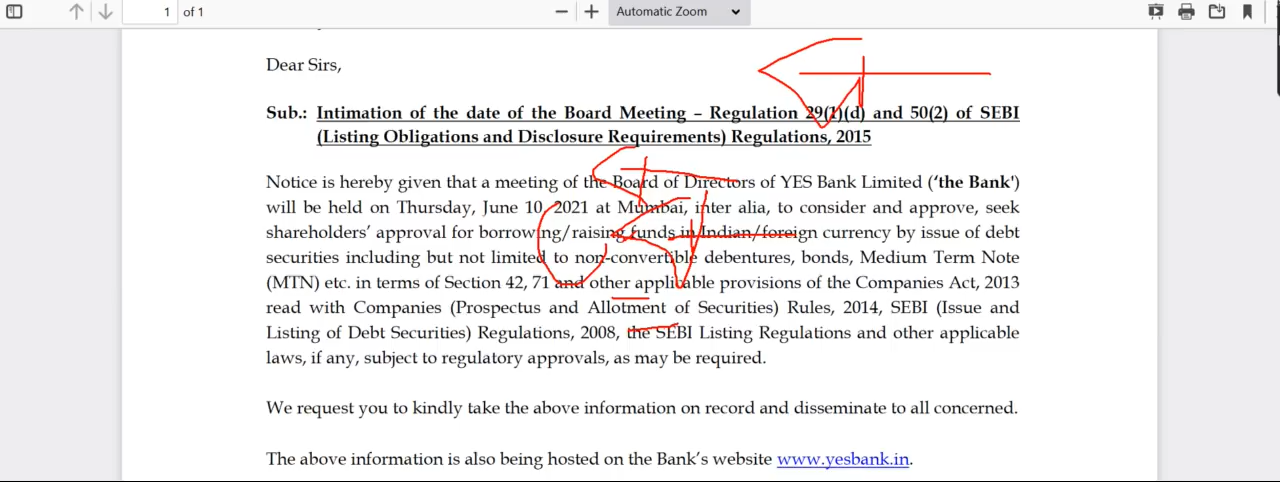 1 of 1
Automatic Zoom
Dear Sirs,
Sub.: Intimation of the date of the Board Meeting – Regulation 29(1)(d) and 50(2) of SEBI
(Listing Obligations and Disclosure Requirements) Regulations, 2015
Notice is hereby given that a meeting of the Board of Directors of YES Bank Limited (‘the Bank')
will be held on Thursday, June 10, 2021 at Mumbai, inter alia, to consider and approve, seek
shareholders’ approval for borrowing/raising funds in Indian/foreign currency by issue of debt
securities including but not limited to non-convertible debentures, bonds, Medium Term Note
(MTN) etc. in terms of Section 42, 71 and other applicable provisions of the Companies Act, 2013
read with Companies (Prospectus and Allotment of Securities) Rules, 2014, SEBI (Issue and
Listing of Debt Securities) Regulations, 2008, the SEBI Listing Regulations and other applicable
laws, if any, subject to regulatory approvals, as may be required.
We request you to kindly take the above information on record and disseminate to all concerned.
The above information is also being hosted on the Bank’s website www.yesbank.in.